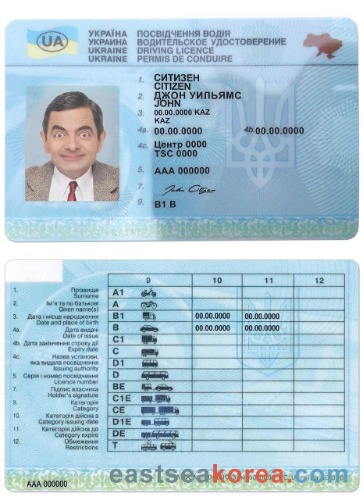 UA
УКРАЇНА ПОСВІДЧЕННЯ ВОДІЯ
УКРАИНА ВОДИТЕЛЬСКОЕ УДОСТОВЕРЕНИЕ
UKRAINE DRIVING LICENCE
UKRAINE PERMIS DE CONDUIRE
1. СИТИЗЕН
CITIZEN
2. ДЖОН УИЛЬЯМС
JOHN
3. 00.00.0000 KAZ
KAZ
4a. 00.00.0000 4b. 00.00.0000
4c. Центр 0000
TSC 0000
5. AAA 000000
7.
9. B1 B
9 10 11 12
1. Прізвище
Surname
2. Ім'я та по батькові
Given name(s)
3. Дата і місце народження
Date and place of birth
4a. Дата видачі
Date of issue
4b. Дата закінчення строку дії
Expiry date
4c. Назва установи,
яка видала посвідчення
Issuing authority
5. Серія і номер посвідчення
Licence number
7. Підпис власника
Holder's signature
9. Категорія
Category
10. Категорія дійсна з
Category issuing date
11. Категорія дійсна до
Category expire
12. Обмеження
Restrictions
A1
A
B1 00.00.0000 00.00.0000
B 00.00.0000 00.00.0000
C1
C
D1
D
BE
C1E
CE
D1E
DE
T
AAA 000000
eastseakorea.com